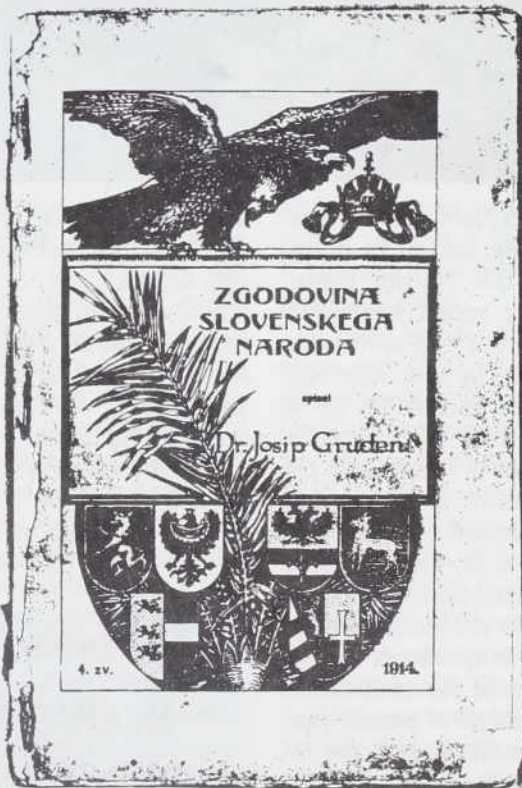 ZGODOVINA
SLOVENSKEGA
NARODA
spisal
Dr. Josip Gruden
4. zv.
1914.